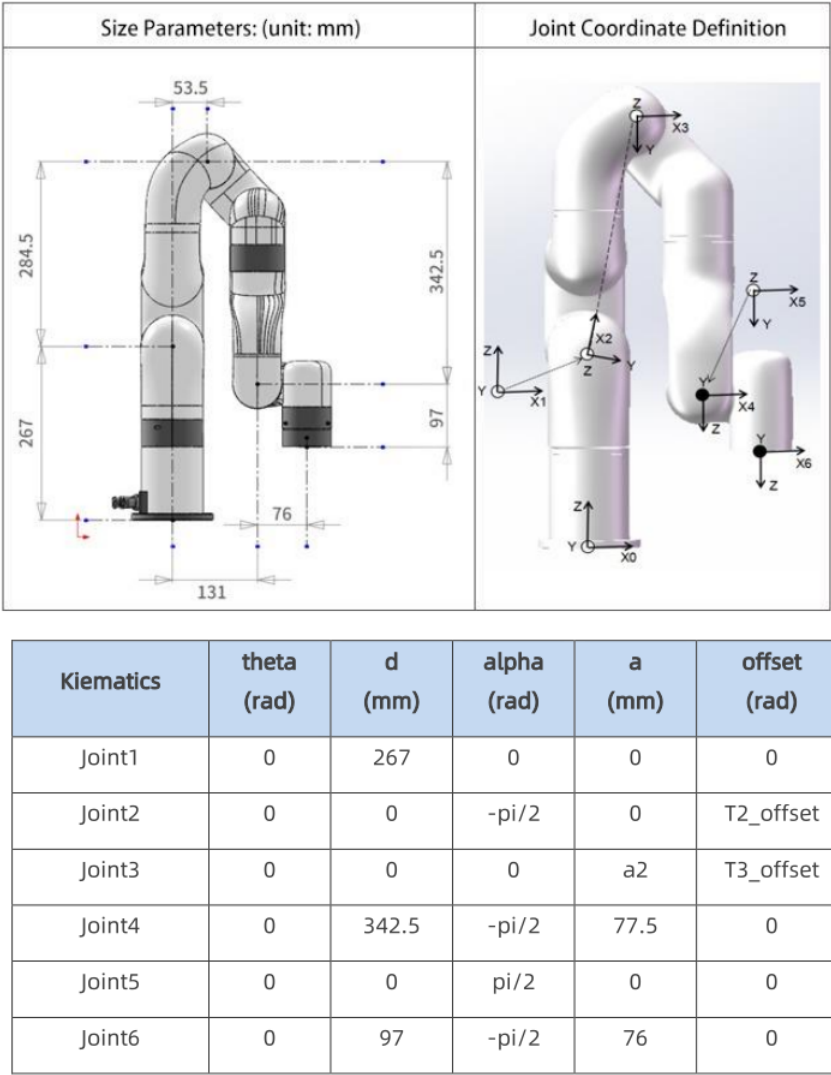 Size Parameters: (unit: mm)
Joint Coordinate Definition
53.5
284.5
267
342.5
97
76
131
Z
X3
Y
Z
X5
Y
X2
Y
Z
Z
Y
X1
Y
X4
Z
Y
X6
Z
Z
Y
X0
Kiematics theta (rad) d (mm) alpha (rad) a (mm) offset (rad)
Joint1 0 267 0 0 0
Joint2 0 0 -pi/2 0 T2_offset
Joint3 0 0 0 a2 T3_offset
Joint4 0 342.5 -pi/2 77.5 0
Joint5 0 0 pi/2 0 0
Joint6 0 97 -pi/2 76 0